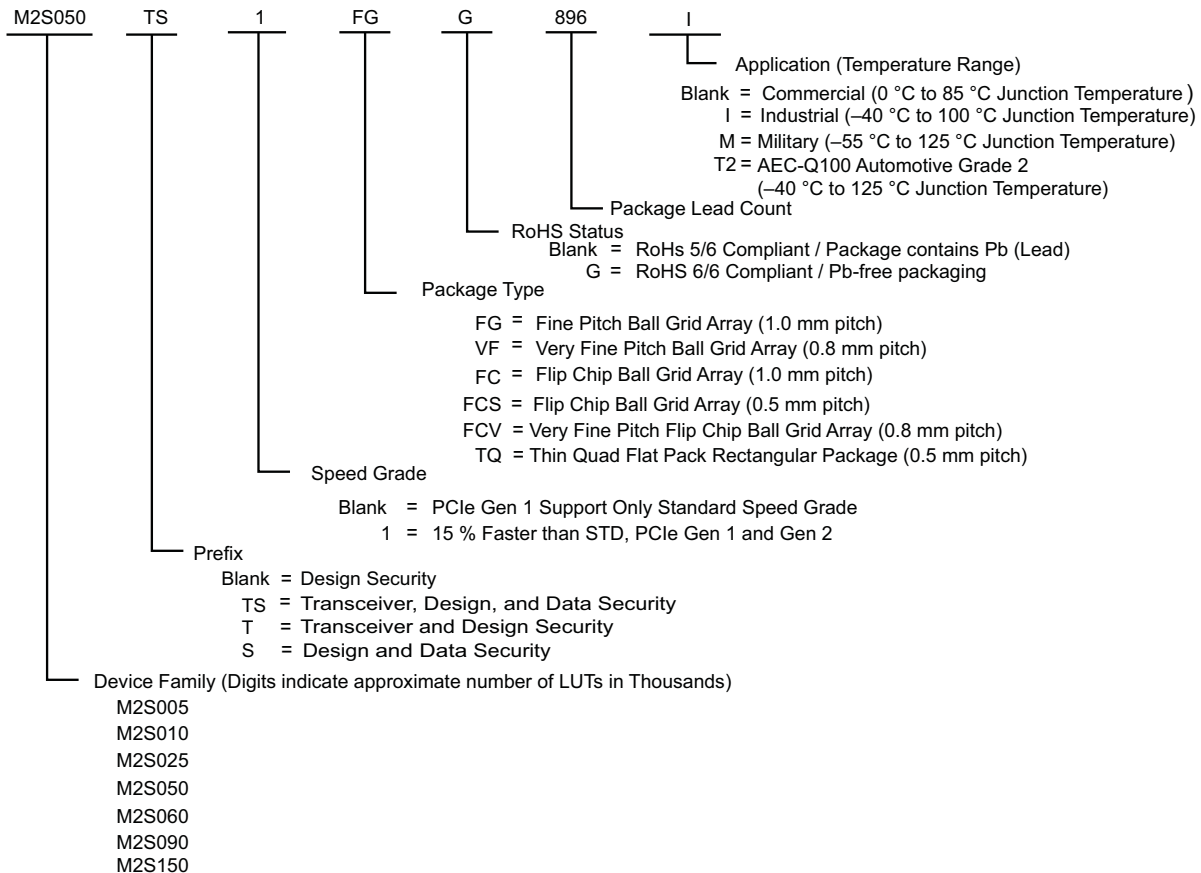 M2S050 TS 1 FG G 896 I
Application (Temperature Range)
Blank = Commercial (0 °C to 85 °C Junction Temperature)
I = Industrial (–40 °C to 100 °C Junction Temperature)
M = Military (–55 °C to 125 °C Junction Temperature)
T2 = AEC-Q100 Automotive Grade 2
(–40 °C to 125 °C Junction Temperature)
Package Lead Count
RoHS Status
Blank = RoHs 5/6 Compliant / Package contains Pb (Lead)
G = RoHS 6/6 Compliant / Pb-free packaging
Package Type
FG = Fine Pitch Ball Grid Array (1.0 mm pitch)
VF = Very Fine Pitch Ball Grid Array (0.8 mm pitch)
FC = Flip Chip Ball Grid Array (1.0 mm pitch)
FCS = Flip Chip Ball Grid Array (0.5 mm pitch)
FCV = Very Fine Pitch Flip Chip Ball Grid Array (0.8 mm pitch)
TQ = Thin Quad Flat Pack Rectangular Package (0.5 mm pitch)
Speed Grade
Blank = PCIe Gen 1 Support Only Standard Speed Grade
1 = 15 % Faster than STD, PCIe Gen 1 and Gen 2
Prefix
Blank = Design Security
TS = Transceiver, Design, and Data Security
T = Transceiver and Design Security
S = Design and Data Security
Device Family (Digits indicate approximate number of LUTs in Thousands)
M2S005
M2S010
M2S025
M2S050
M2S060
M2S090
M2S150